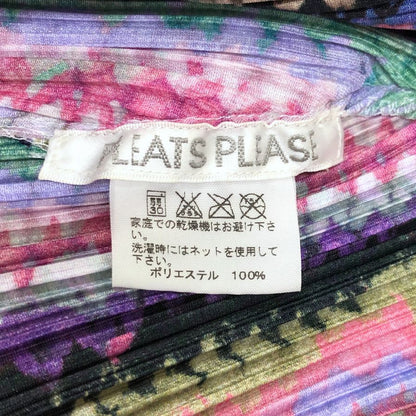 PLEATS PLEASE
30
家庭での乾燥機はお避け下さ
い。
洗濯時にはネットを使用して
下さい。
ポリエステル 100%